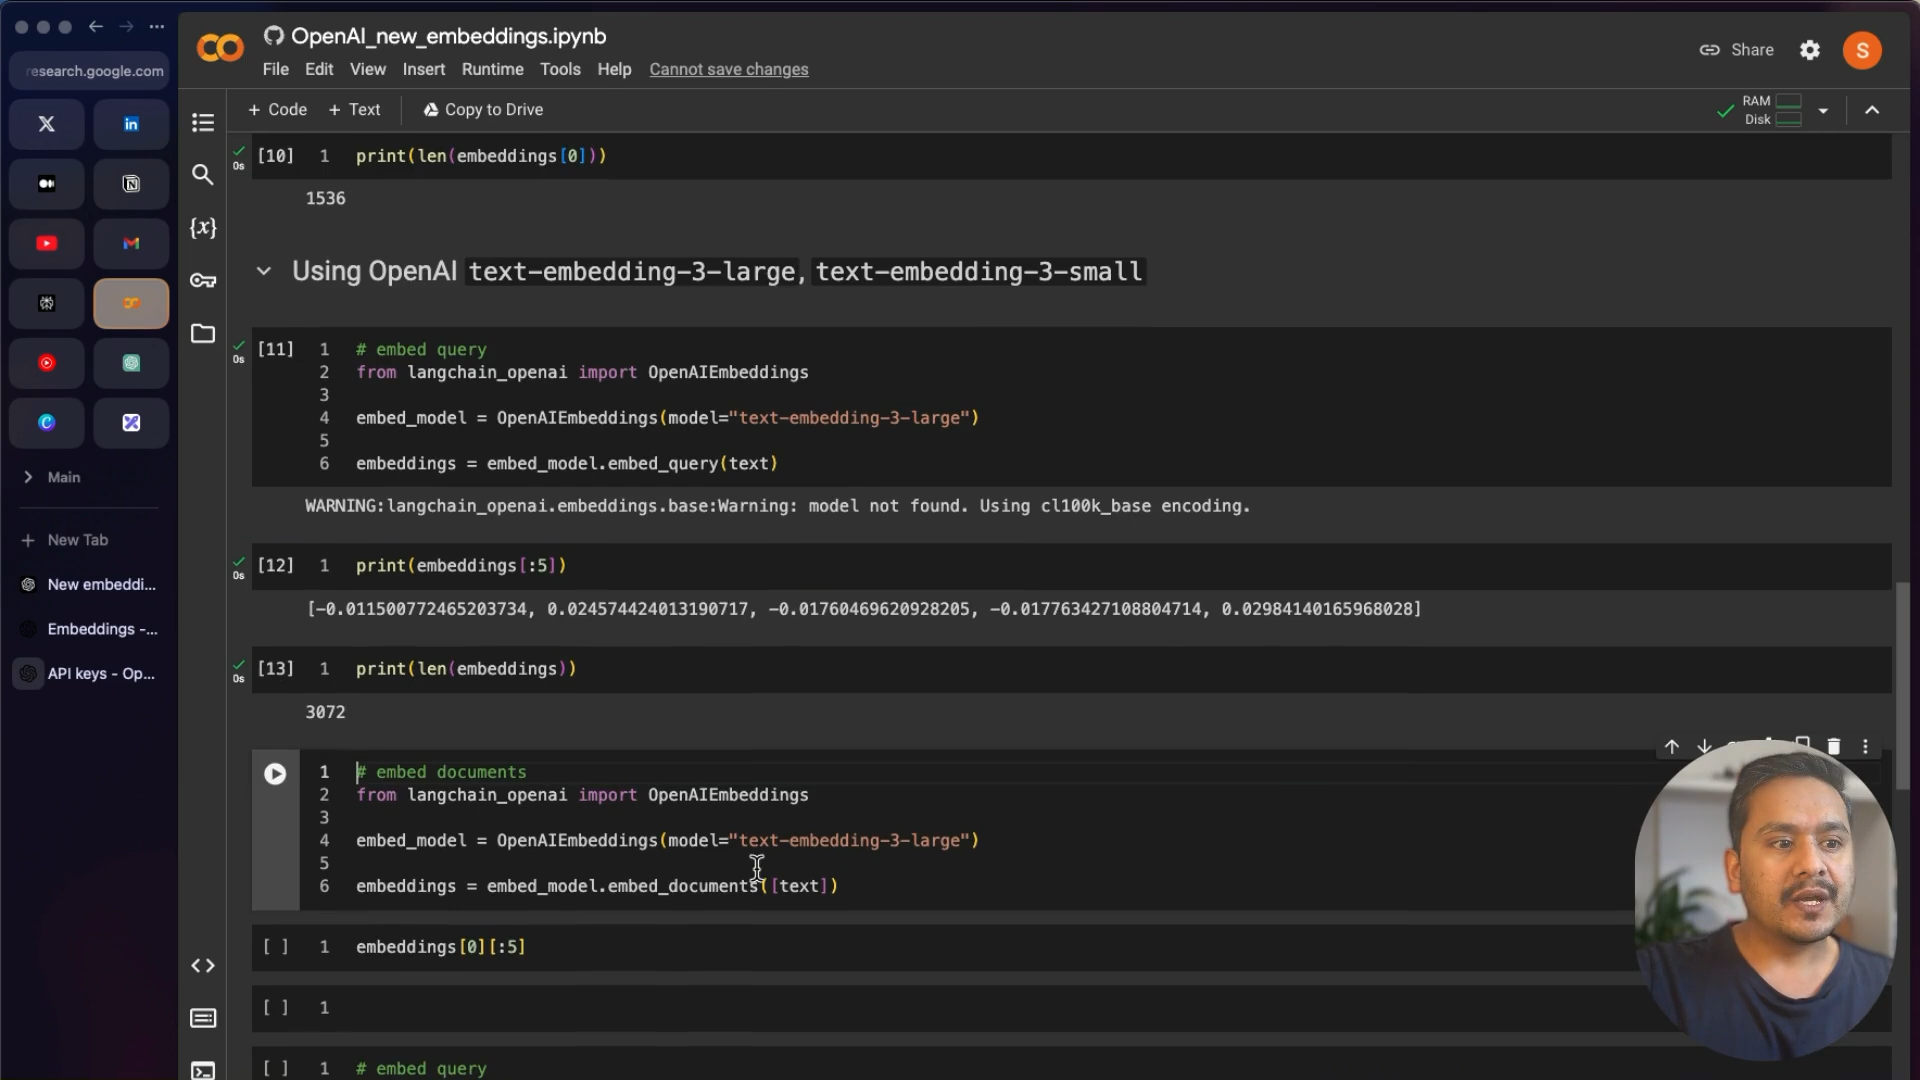 research.google.com
OpenAI_new_embeddings.ipynb
File Edit View Insert Runtime Tools Help Cannot save changes
Share
S
+ Code + Text Copy to Drive
RAM
Disk
[10] 1 print(len(embeddings[0]))
0s
1536
Using OpenAI text-embedding-3-large, text-embedding-3-small
[11] 1 # embed query
0s
2 from langchain_openai import OpenAIEmbeddings
3
4 embed_model = OpenAIEmbeddings(model="text-embedding-3-large")
5
6 embeddings = embed_model.embed_query(text)
WARNING:langchain_openai.embeddings.base:Warning: model not found. Using cl100k_base encoding.
[12] 1 print(embeddings[:5])
0s
[-0.011500772465203734, 0.024574424013190717, -0.01760469620928205, -0.017763427108804714, 0.02984140165968028]
[13] 1 print(len(embeddings))
0s
3072
1 # embed documents
2 from langchain_openai import OpenAIEmbeddings
3
4 embed_model = OpenAIEmbeddings(model="text-embedding-3-large")
5
6 embeddings = embed_model.embed_documents([text])
[ ] 1 embeddings[0][:5]
[ ] 1
[ ] 1 # embed query
Main
+ New Tab
New embeddi...
Embeddings -...
API keys - Op...